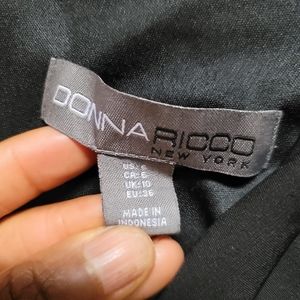 DONNA RICCO
NEW YORK
US: 6
CA: 6
UK: 10
EU: 36
MADE IN
INDONESIA